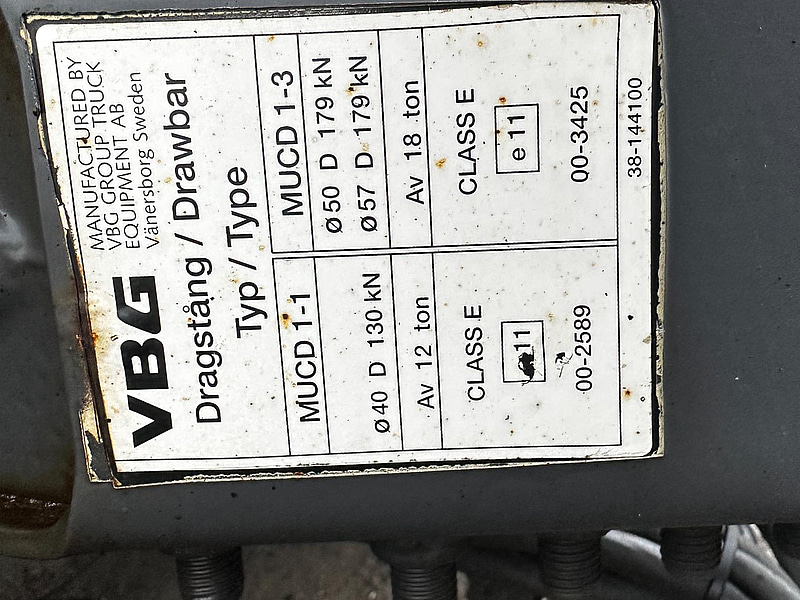 VBG
MANUFACTURED BY
VBG GROUP TRUCK
EQUIPMENT AB
Vänersborg Sweden
Dragstång / Drawbar
Typ / Type
MUCD 1-1
ø40 D 130 kN
Av 12 ton
CLASS E
e 11
00-2589
MUCD 1-3
ø50 D 179 kN
ø57 D 179 kN
Av 18 ton
CLASS E
e 11
00-3425
38-144100